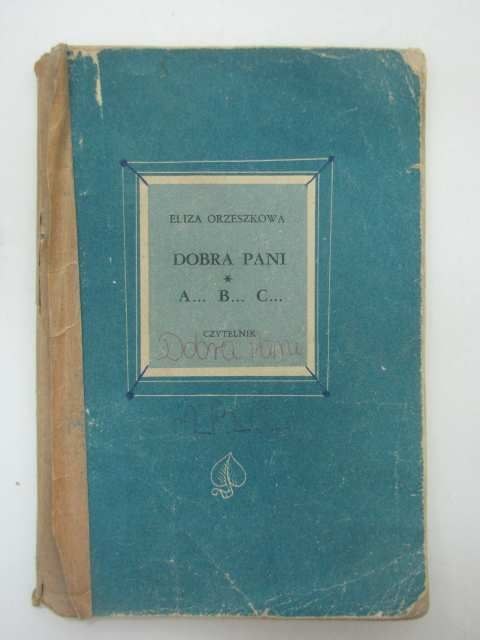 ELIZA ORZESZKOWA
DOBRA PANI
*
A... B... C...
CZYTELNIK
Dobra pani